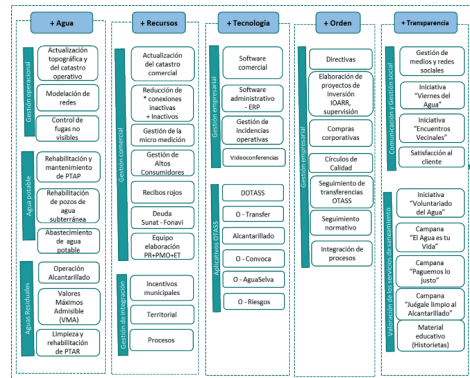 + Agua
Gestión operacional
Actualización
topográfica y del
catastro operativo
Modelación de
redes
Control de
fugas no
visibles
Agua potable
Rehabilitación y
mantenimiento de
PTAP
Rehabilitación
de pozos de
agua
subterránea
Abastecimiento
de agua
potable
Aguas Residuales
Operación
Alcantarillado
Valores
Máximos
Admisible
(VMA)
Limpieza y
rehabilitación
de PTAR
+ Recursos
Gestión comercial
Actualización
del catastro
comercial
Reducción de
* conexiones
inactivas
+ Inactivos
Gestión de la
micro medición
Gestión de
Altos
Consumidores
Recibos rojos
Deuda
Sunat - Fonavi
Equipo
elaboración
PR+PMO+ET
Gestión de integración
Incentivos
municipales
Territorial
Procesos
+ Tecnología
Gestión empresarial
Software
comercial
Software
administrativo
- ERP
Gestión de
incidencias
operativas
Videoconferencias
Aplicativos OTASS
DOTASS
O - Transfer
Alcantarillado
O - Convoca
O - AguaSelva
O - Riesgos
+ Orden
Gestión empresarial
Directivas
Elaboración de
proyectos de
inversión
IOARR,
supervisión
Compras
corporativas
Círculos de
Calidad
Seguimiento de
transferencias
OTASS
Seguimiento
normativo
Integración de
procesos
+ Transparencia
Comunicación y Gestión social
Gestión de
medios y redes
sociales
Iniciativa
"Viernes del
Agua"
Iniciativa
"Encuentros
Vecinales"
Satisfacción al
cliente
Valoración de los servicios de saneamiento
Iniciativa
"Voluntariado
del Agua"
Campana
"El Agua es tu
Vida"
Campana
"Paguemos lo
justo"
Campana
"Juégale limpio al
Alcantarillado"
Material
educativo
(Historietas)